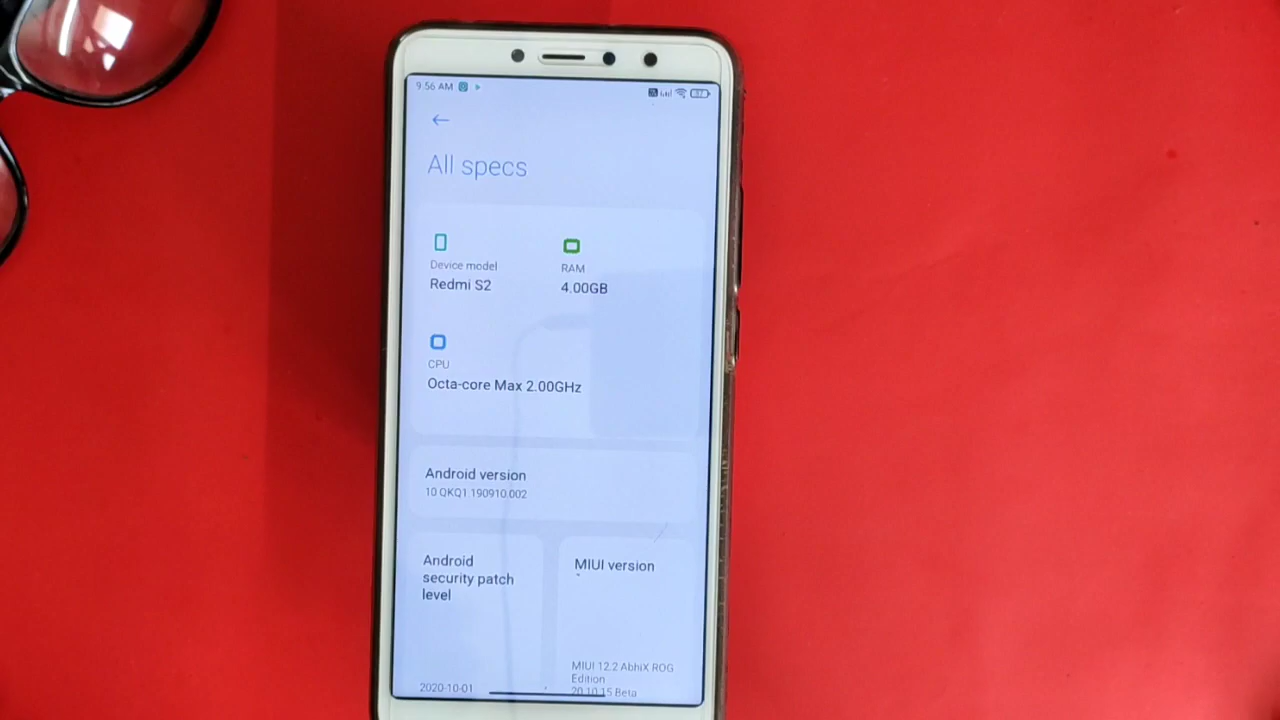 9:56 AM
All specs
Device model
Redmi S2
RAM
4.00GB
CPU
Octa-core Max 2.00GHz
Android version
10 QKQ1.190910.002
Android
security patch
level
2020-10-01
MIUI version
MIUI 12.2 AbhiX ROG
Edition
20.10.15 Beta